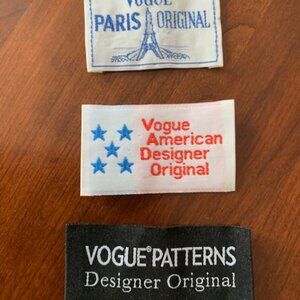 VOGUE
PARIS ORIGINAL
Vogue
American
Designer
Original
VOGUE®PATTERNS
Designer Original